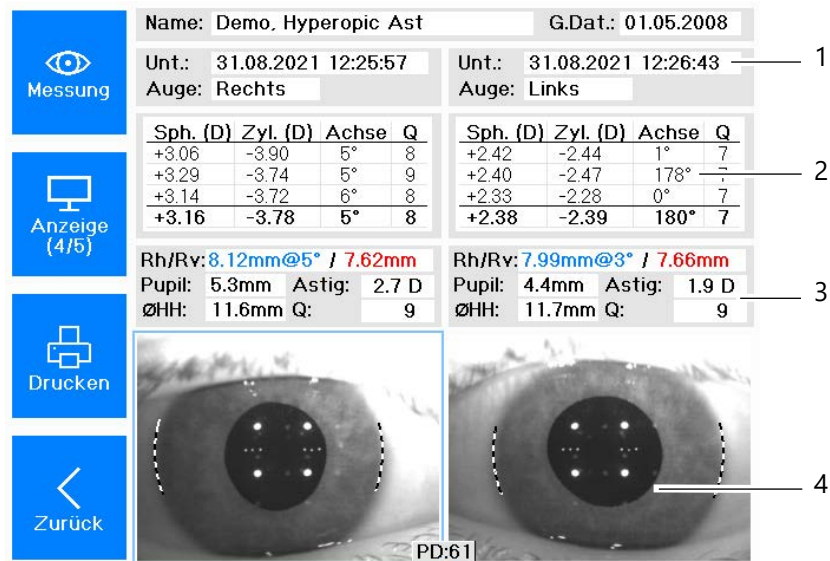 Name: Demo, Hyperopic Ast G.Dat.: 01.05.2008
Messung
Unt.: 31.08.2021 12:25:57
Auge: Rechts
Unt.: 31.08.2021 12:26:43
Auge: Links
1
Sph. (D) Zyl. (D) Achse Q
+3.06 -3.90 5° 8
+3.29 -3.74 5° 9
+3.14 -3.72 6° 8
+3.16 -3.78 5° 8
Sph. (D) Zyl. (D) Achse Q
+2.42 -2.44 1° 7
+2.40 -2.47 178° 7
+2.33 -2.28 0° 7
+2.38 -2.39 180° 7
2
Anzeige
(4/5)
Rh/Rv: 8.12mm@5° / 7.62mm
Pupil: 5.3mm Astig: 2.7 D
ØHH: 11.6mm Q: 9
Rh/Rv: 7.99mm@3° / 7.66mm
Pupil: 4.4mm Astig: 1.9 D
ØHH: 11.7mm Q: 9
3
Drucken
4
Zurück
PD:61